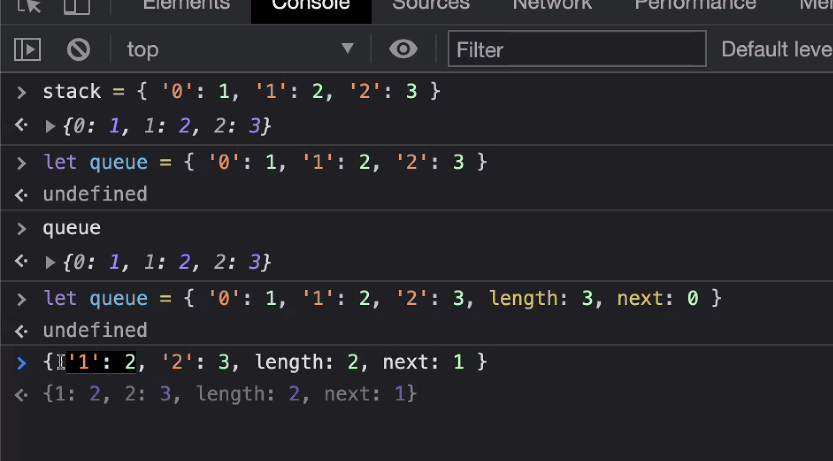 Elements Console Sources Network Performance Me
top Filter Default leve
> stack = { '0': 1, '1': 2, '2': 3 }
{0: 1, 1: 2, 2: 3}
> let queue = { '0': 1, '1': 2, '2': 3 }
undefined
> queue
{0: 1, 1: 2, 2: 3}
> let queue = { '0': 1, '1': 2, '2': 3, length: 3, next: 0 }
undefined
> { '1': 2, '2': 3, length: 2, next: 1 }
{1: 2, 2: 3, length: 2, next: 1}